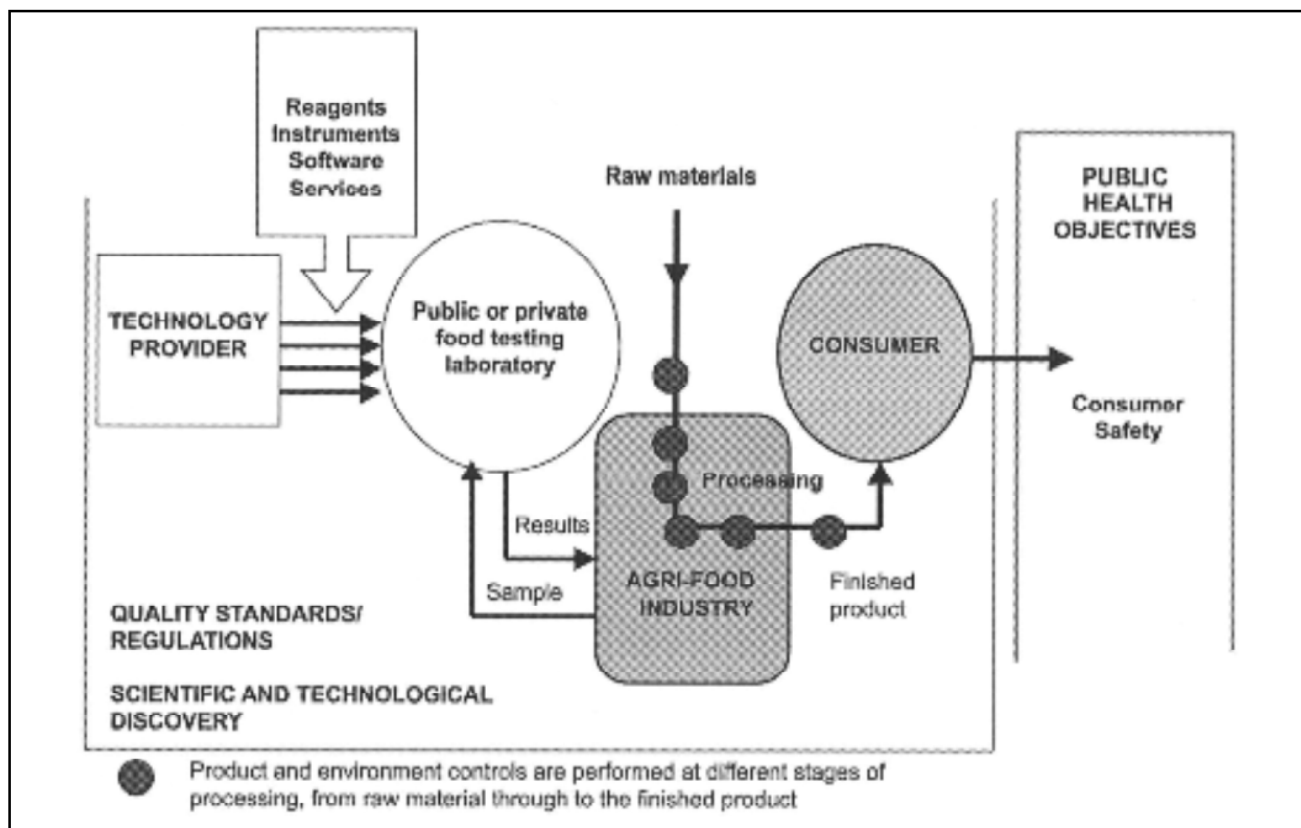 Reagents
Instruments
Software
Services
Raw materials
PUBLIC
HEALTH
OBJECTIVES
TECHNOLOGY
PROVIDER
Public or private
food testing
laboratory
CONSUMER
Consumer
Safety
Processing
Results
Sample
AGRI-FOOD
INDUSTRY
Finished
product
QUALITY STANDARDS/
REGULATIONS
SCIENTIFIC AND TECHNOLOGICAL
DISCOVERY
Product and environment controls are performed at different stages of
processing, from raw material through to the finished product